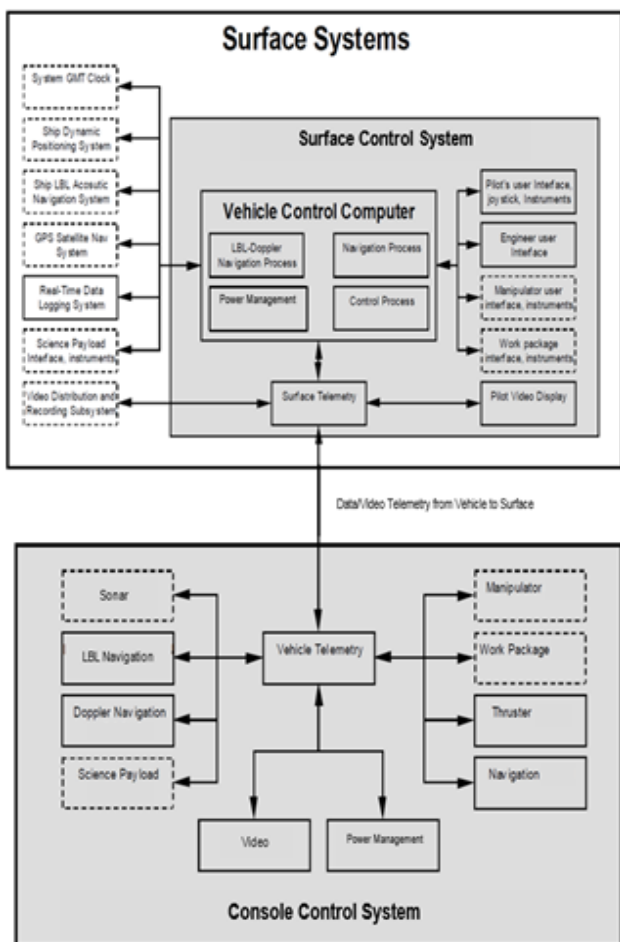 Surface Systems
System GMT Clock
Ship Dynamic
Positioning System
Ship LBL Acosutic
Navigation System
GPS Satellite Nav
System
Real-Time Data
Logging System
Science Payload
Interface, instruments
Video Distribution and
Recording Subsystem
Surface Control System
Vehicle Control Computer
LBL-Doppler
Navigation Process
Navigation Process
Power Management
Control Process
Surface Telemetry
Pilot's user Interface,
joystick, Instruments
Engineer user
Interface
Manipulator user
interface, instruments
Work package
interface, instruments
Pilot Video Display
Data/Video Telemetry from Vehicle to Surface
Sonar
LBL Navigation
Doppler Navigation
Science Payload
Vehicle Telemetry
Manipulator
Work Package
Thruster
Navigation
Video
Power Management
Console Control System